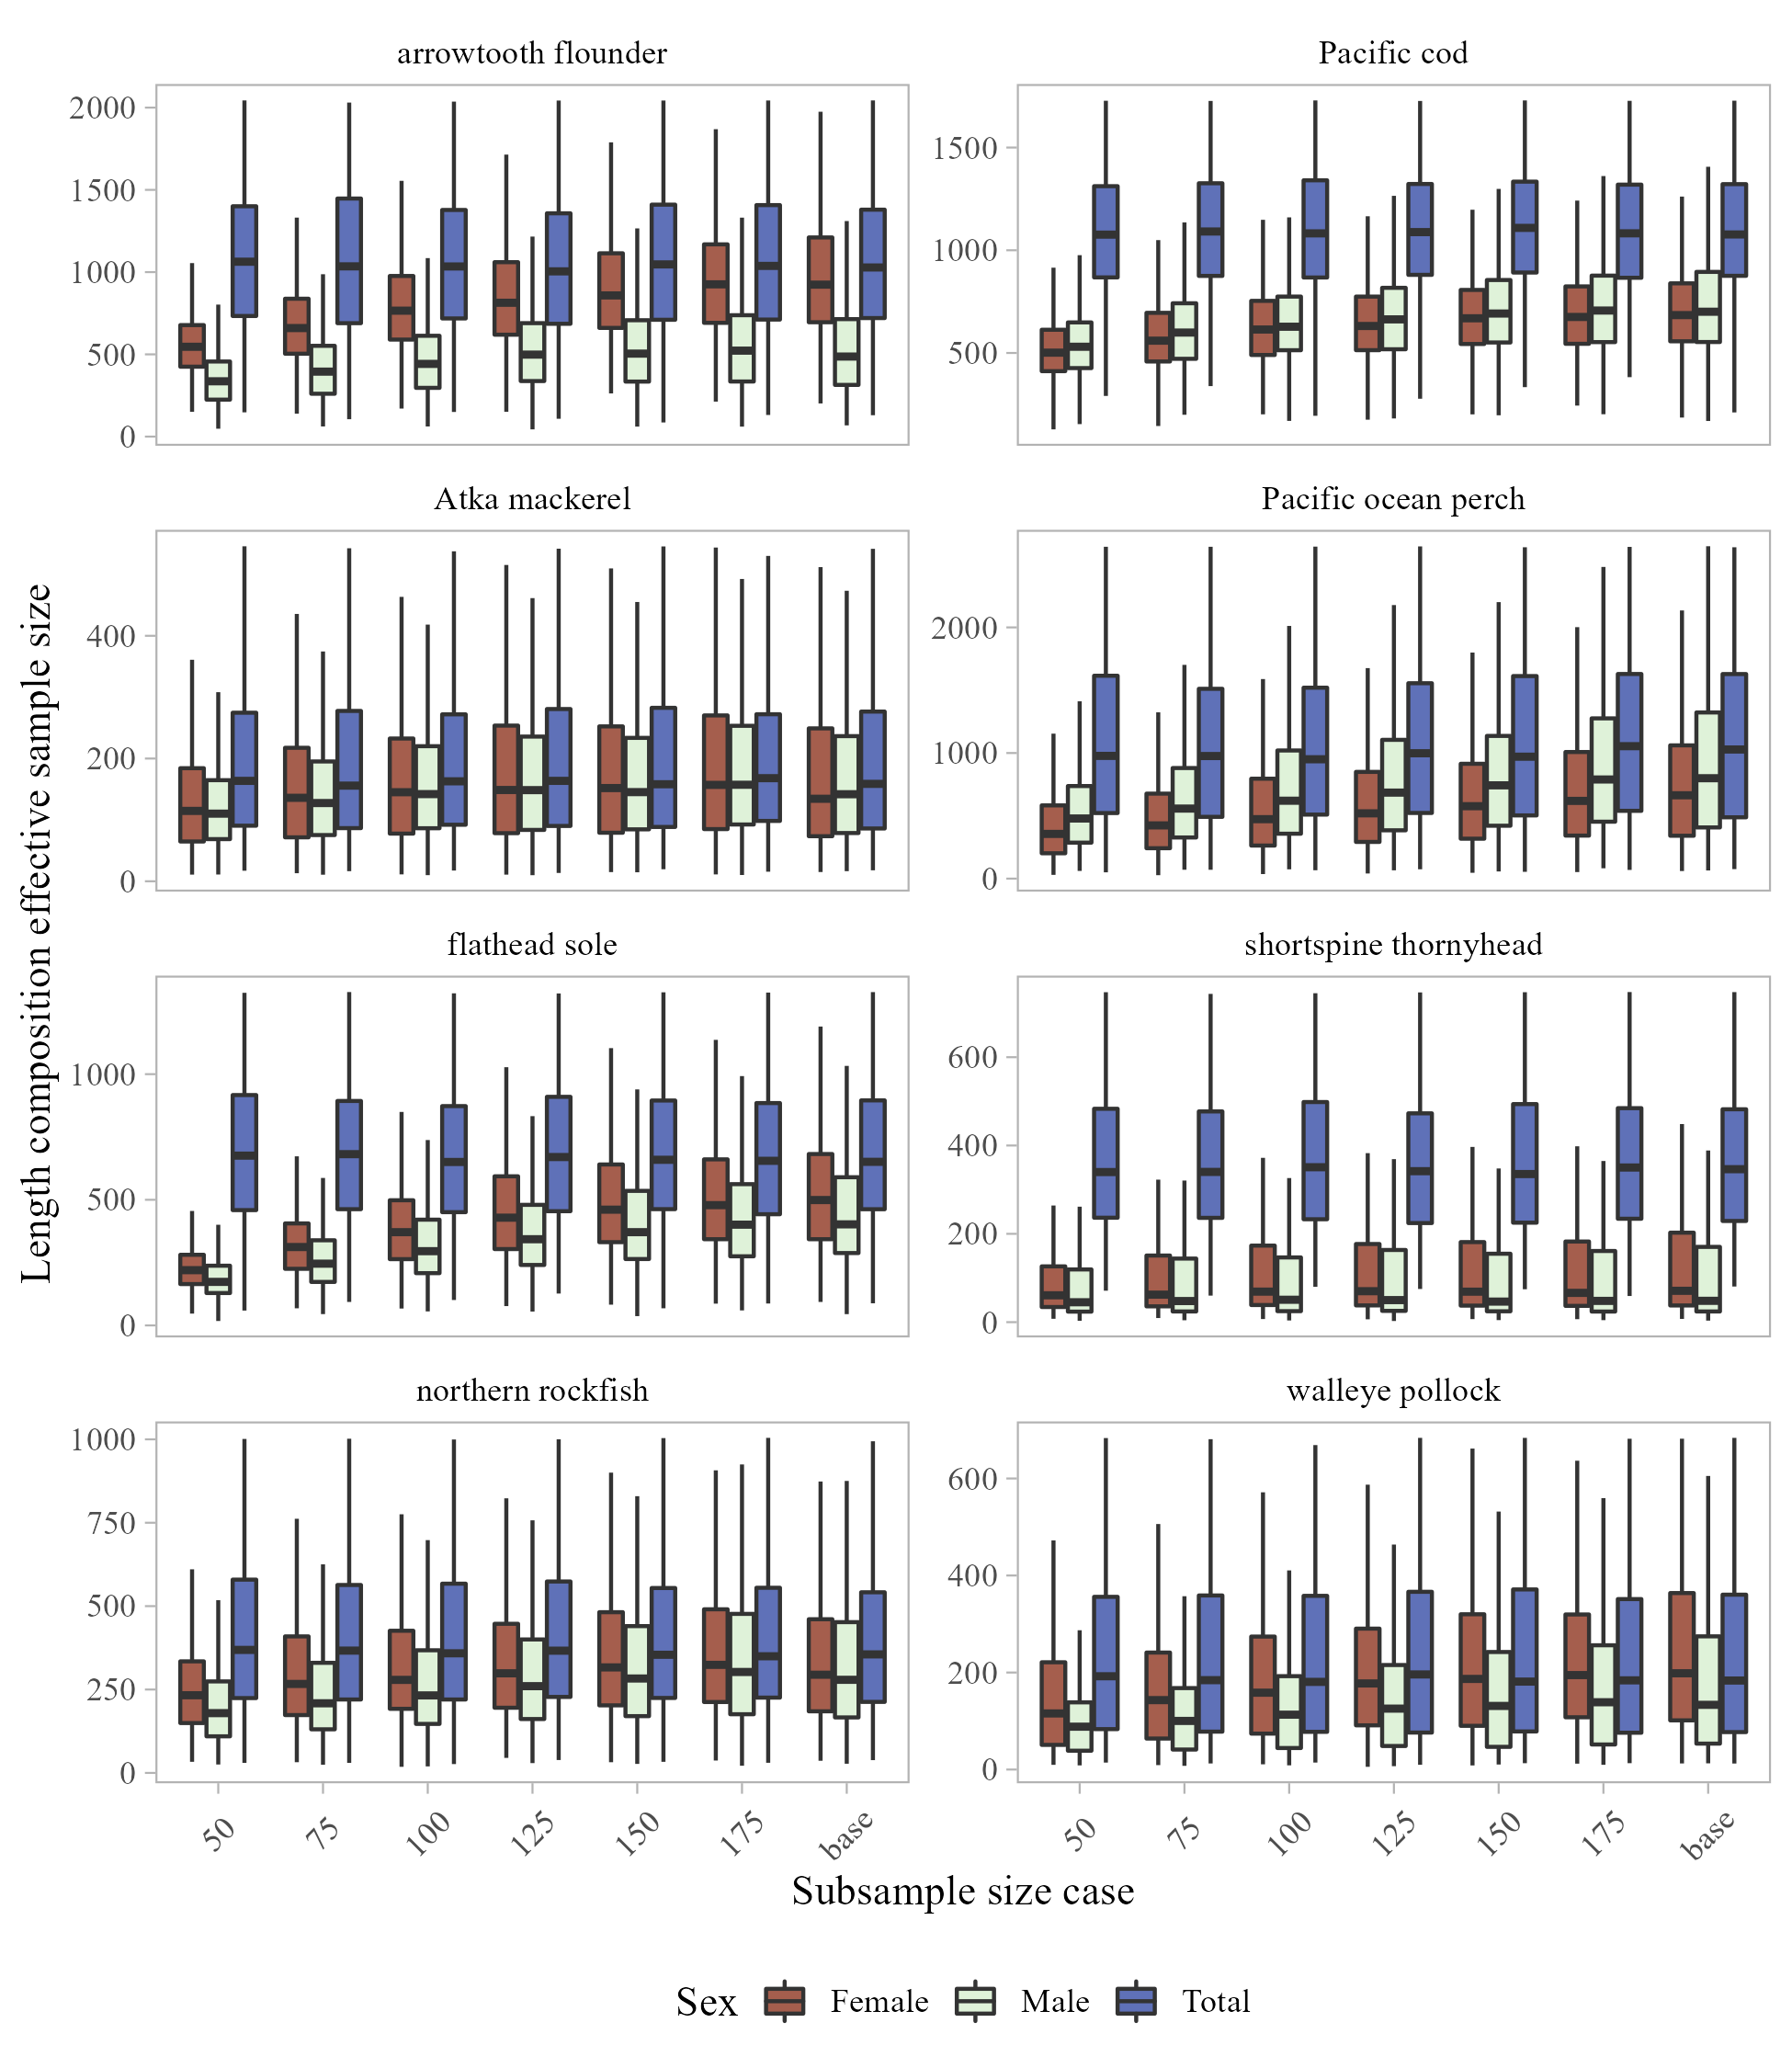 arrowtooth flounder
Pacific cod
2000
1500
1000
500
0
1500
1000
500
Atka mackerel
Pacific ocean perch
400
200
0
2000
1000
0
Length composition effective sample size
flathead sole
shortspine thornyhead
1000
500
0
600
400
200
0
northern rockfish
walleye pollock
1000
750
500
250
0
600
400
200
0
50 75 100 125 150 175 base
50 75 100 125 150 175 base
Subsample size case
Sex Female Male Total